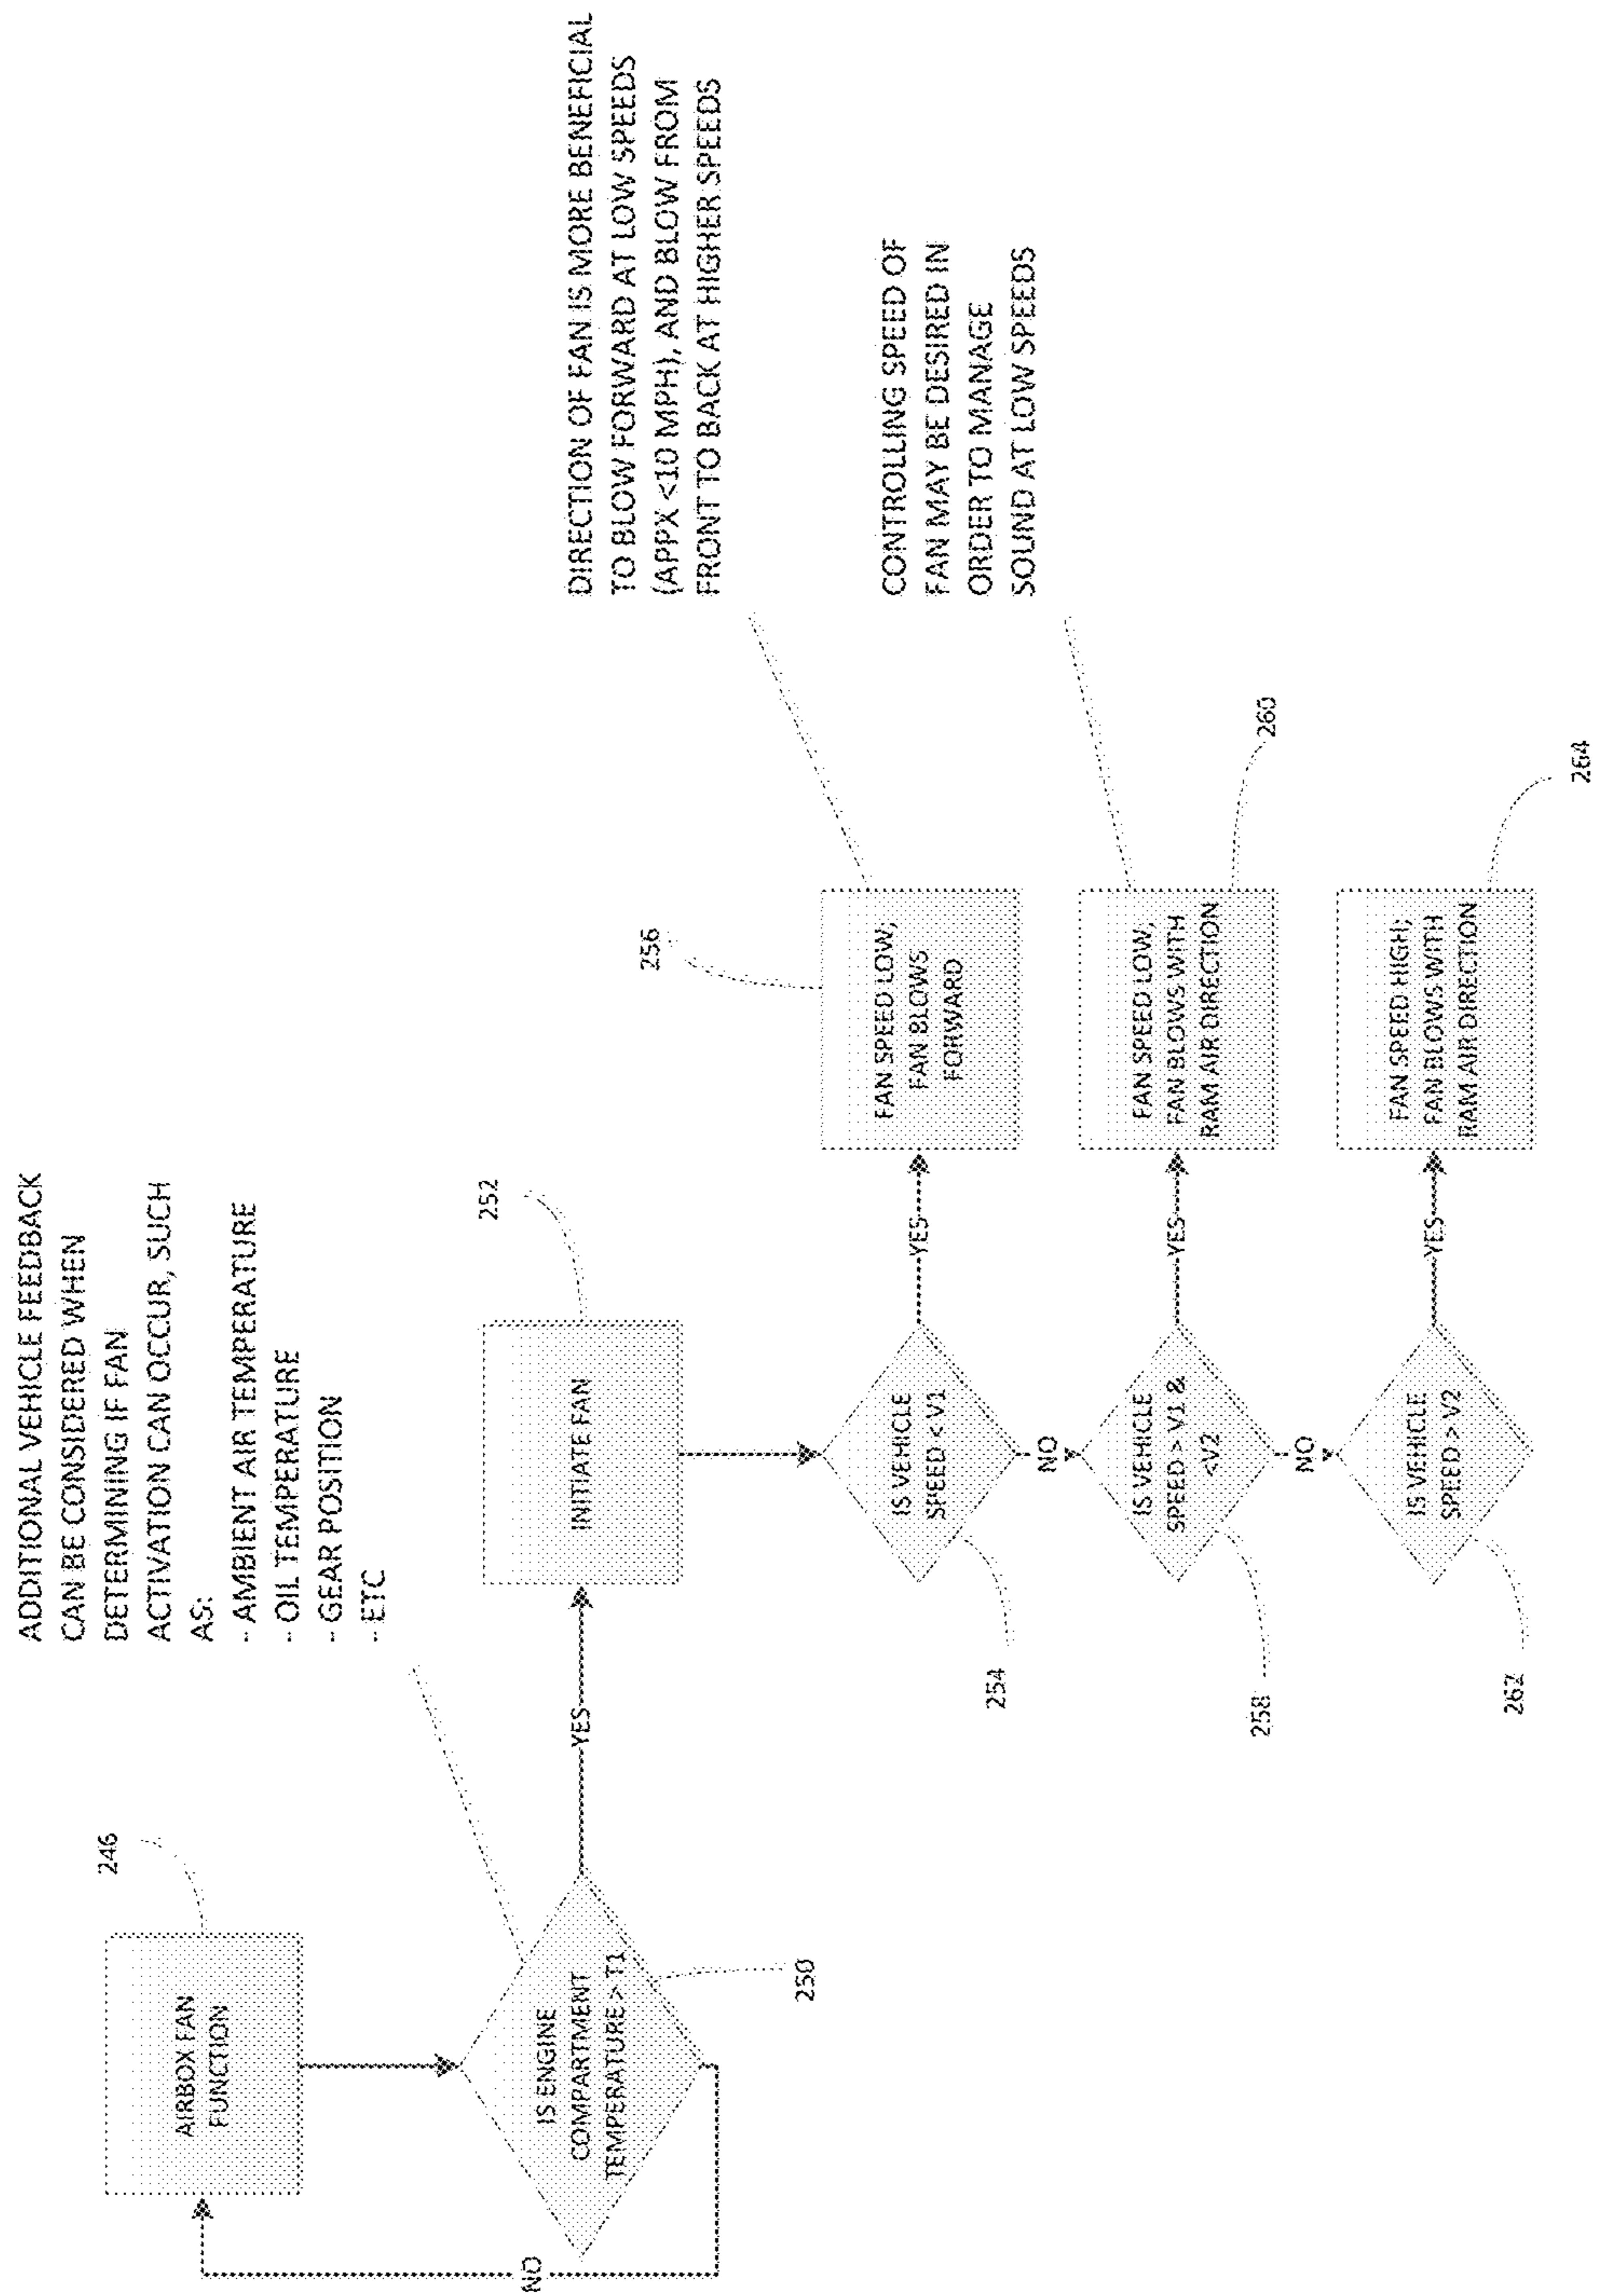 ADDITIONAL VEHICLE FEEDBACK
CAN BE CONSIDERED WHEN
DETERMINING IF FAN
ACTIVATION CAN OCCUR, SUCH
AS:
- AMBIENT AIR TEMPERATURE
- OIL TEMPERATURE
- GEAR POSITION
- ETC
246
AIRBOX FAN
FUNCTION
IS ENGINE
COMPARTMENT
TEMPERATURE > T1
250
NO
YES
252
INITIATE FAN
IS VEHICLE
SPEED < V1
254
YES
256
FAN SPEED LOW;
FAN BLOWS
FORWARD
DIRECTION OF FAN IS MORE BENEFICIAL
TO BLOW FORWARD AT LOW SPEEDS
(APPX <10 MPH), AND BLOW FROM
FRONT TO BACK AT HIGHER SPEEDS
NO
IS VEHICLE
SPEED > V1 &
<V2
258
YES
FAN SPEED LOW,
FAN BLOWS WITH
RAM AIR DIRECTION
260
CONTROLLING SPEED OF
FAN MAY BE DESIRED IN
ORDER TO MANAGE
SOUND AT LOW SPEEDS
NO
IS VEHICLE
SPEED > V2
262
YES
FAN SPEED HIGH;
FAN BLOWS WITH
RAM AIR DIRECTION
264